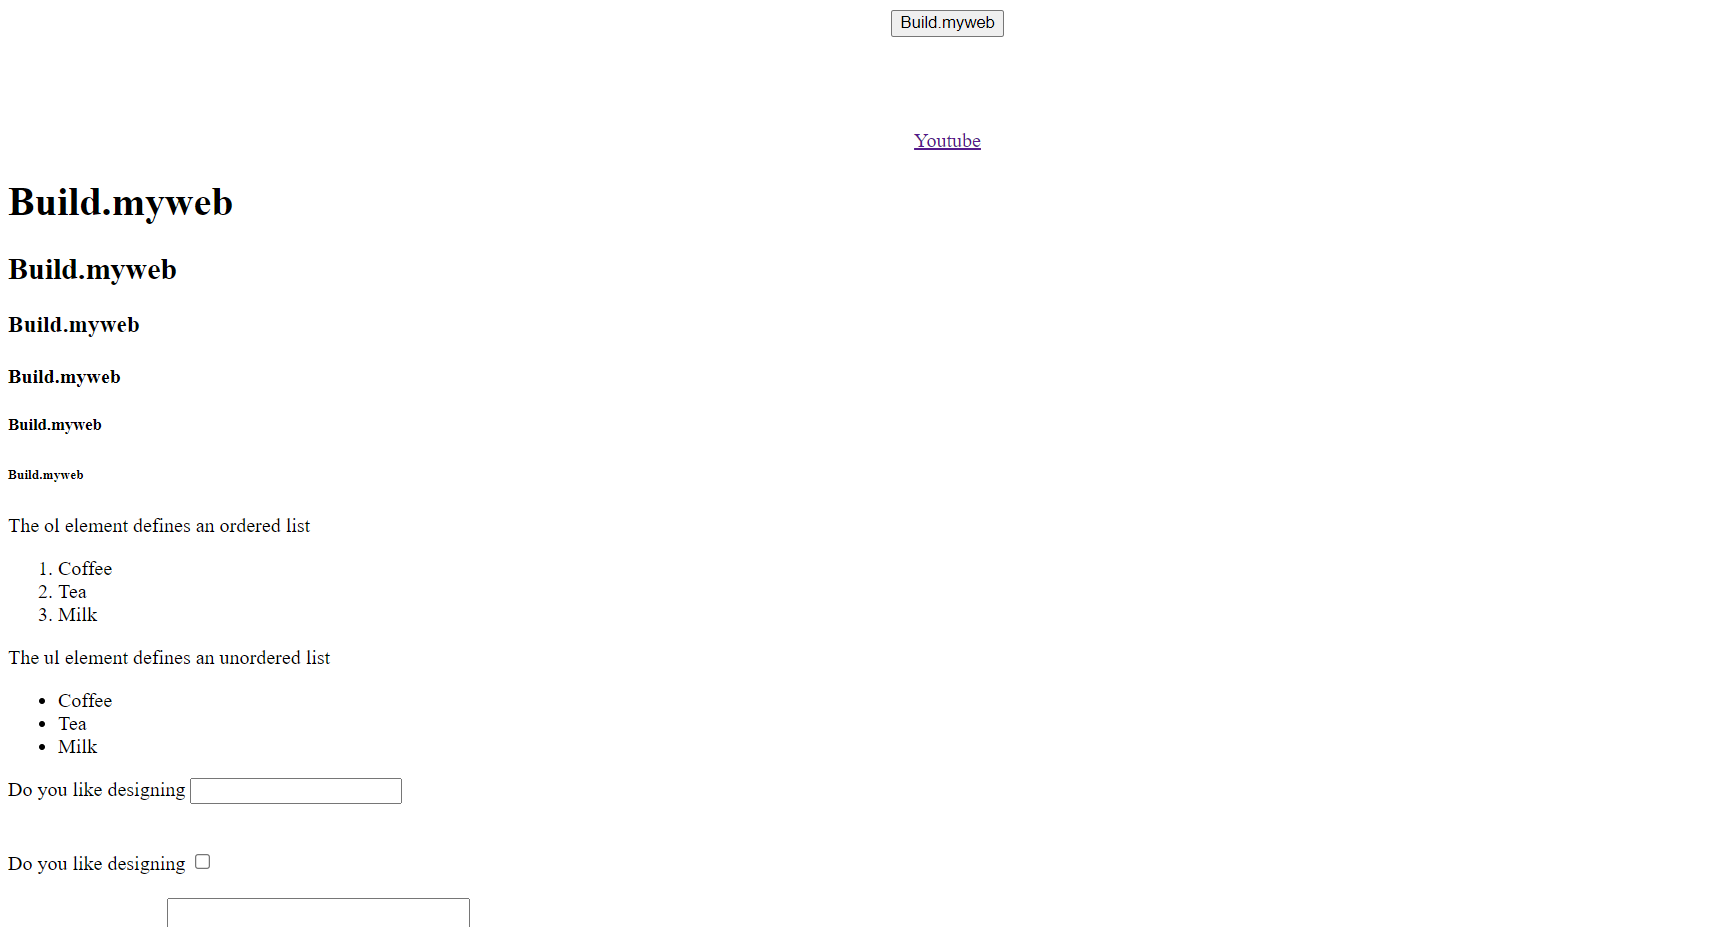 Build.myweb
Youtube
Build.myweb
Build.myweb
Build.myweb
Build.myweb
Build.myweb
Build.myweb
The ol element defines an ordered list
1. Coffee
2. Tea
3. Milk
The ul element defines an unordered list
• Coffee
• Tea
• Milk
Do you like designing
Do you like designing